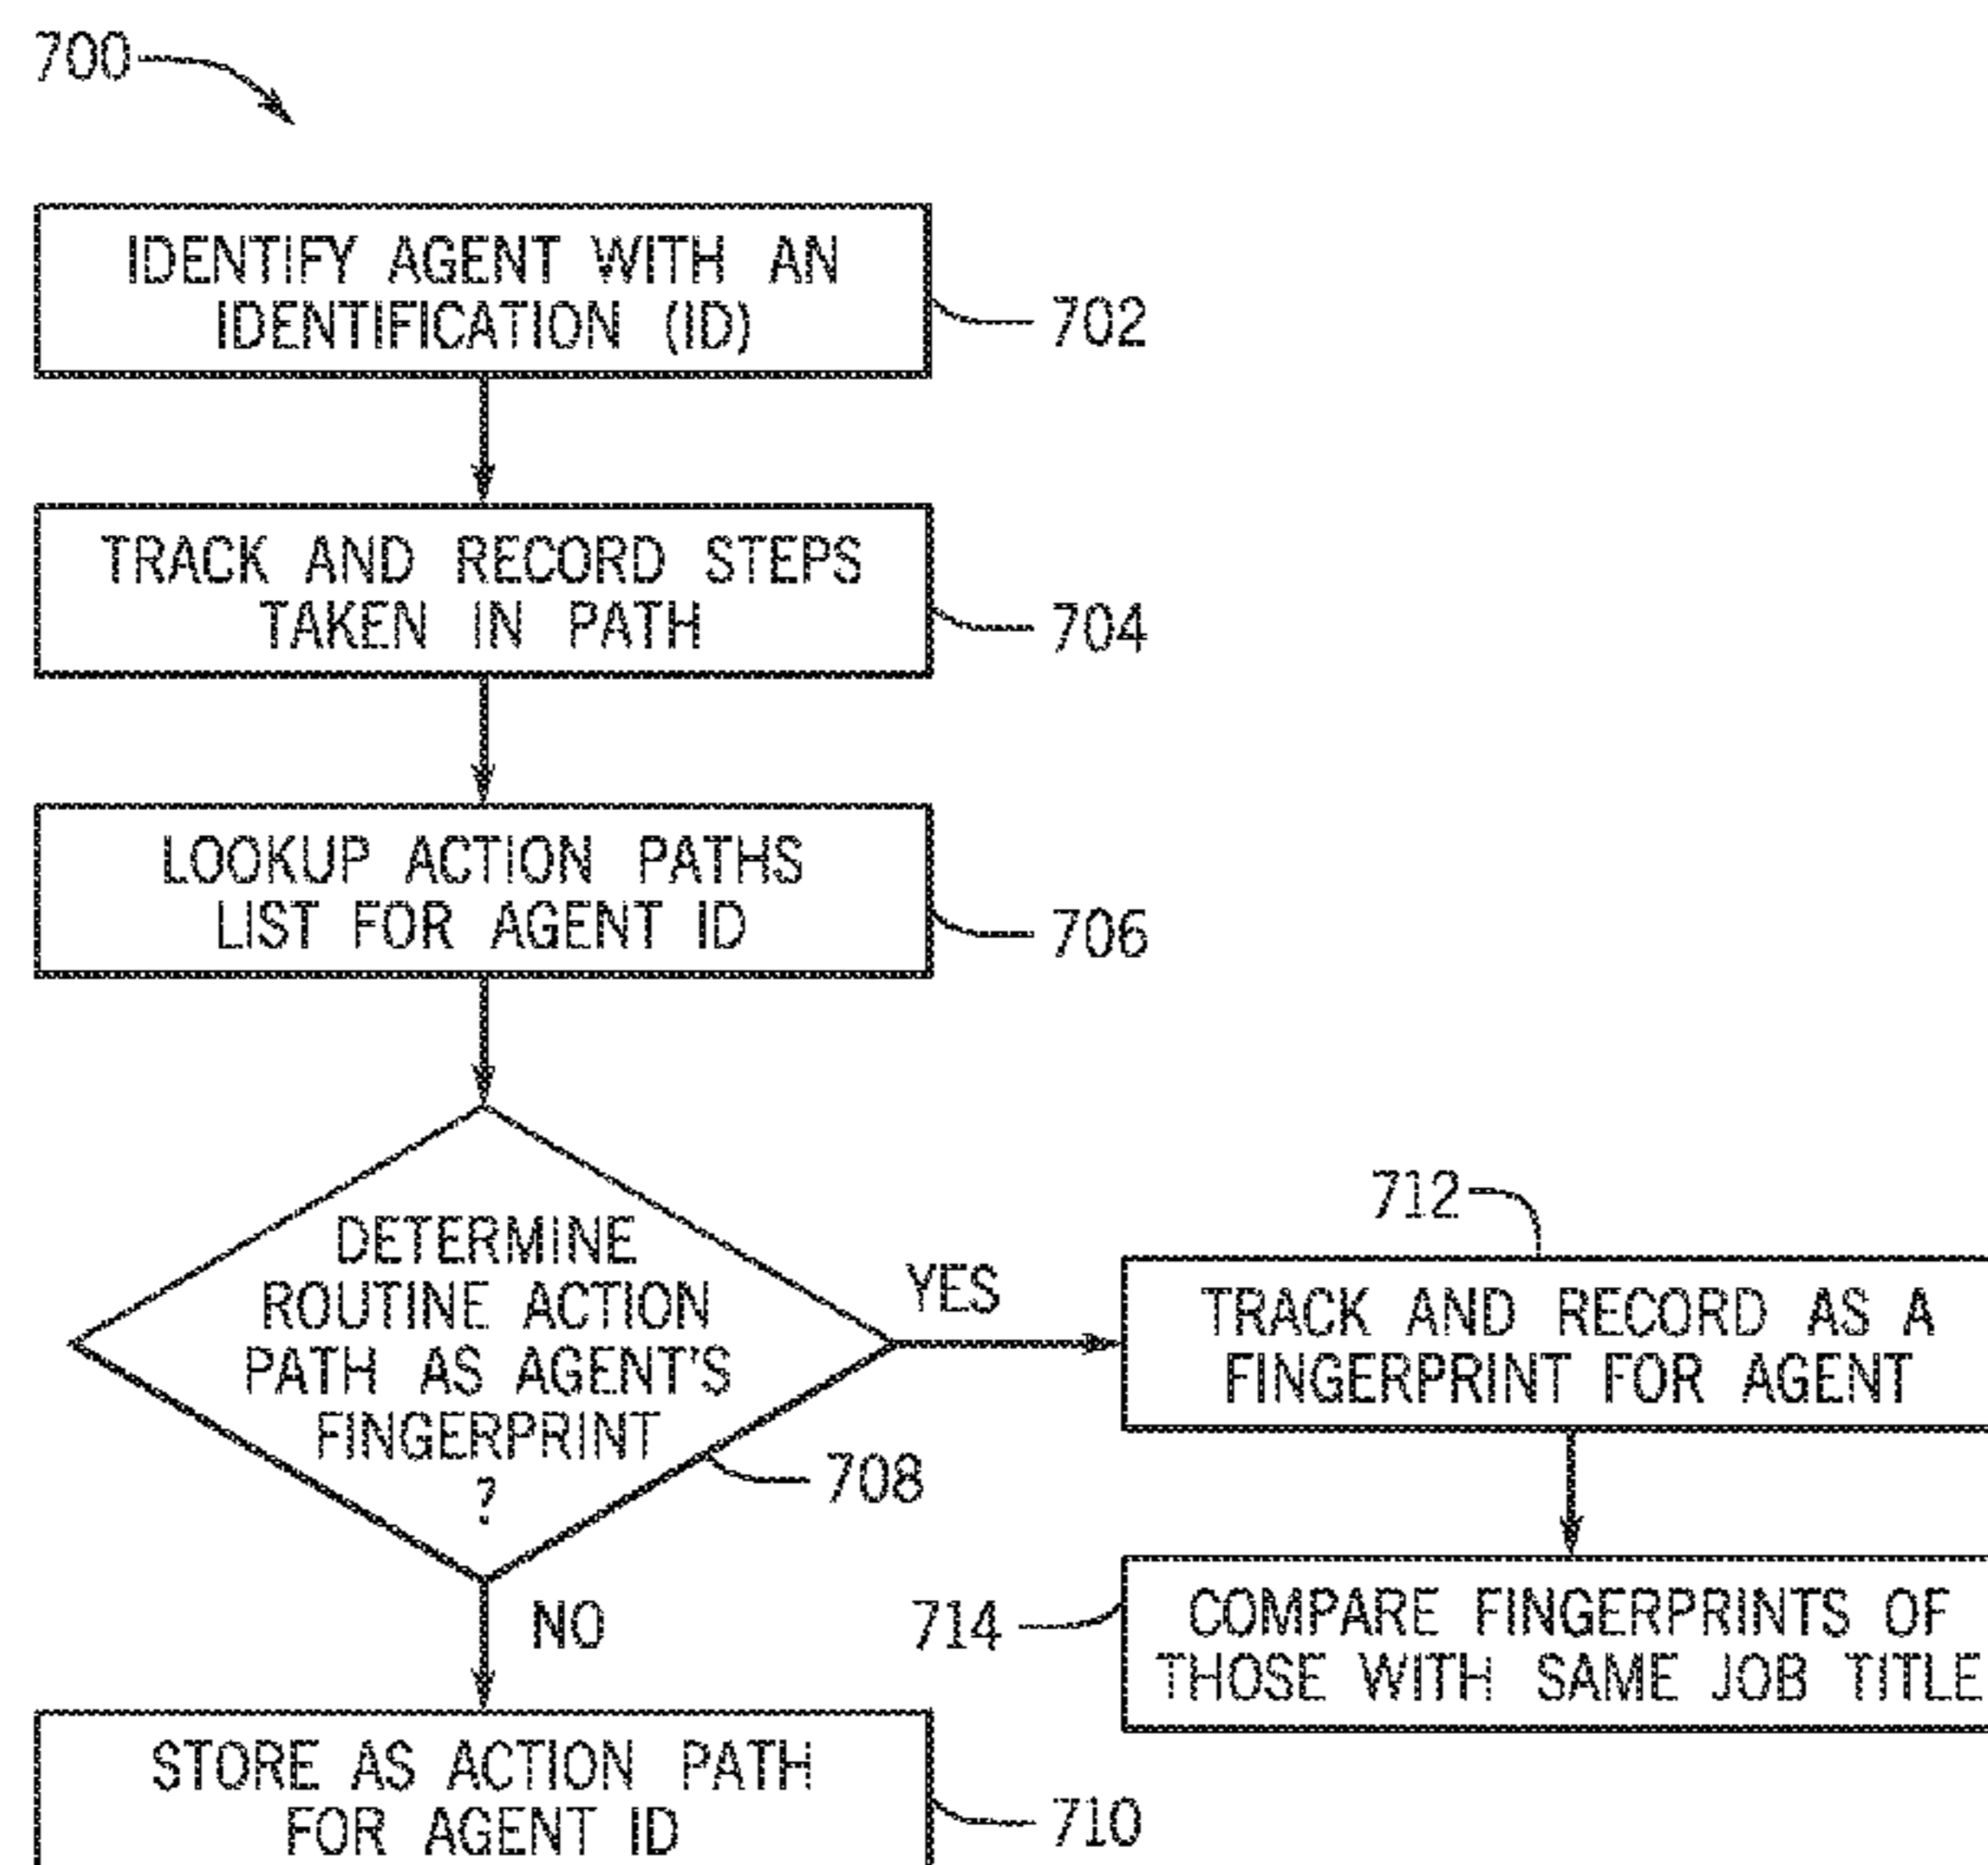 700
IDENTIFY AGENT WITH AN
IDENTIFICATION (ID)
702
TRACK AND RECORD STEPS
TAKEN IN PATH
704
LOOKUP ACTION PATHS
LIST FOR AGENT ID
706
DETERMINE
ROUTINE ACTION
PATH AS AGENT'S
FINGERPRINT
?
708
YES
712
TRACK AND RECORD AS A
FINGERPRINT FOR AGENT
714
COMPARE FINGERPRINTS OF
THOSE WITH SAME JOB TITLE
NO
STORE AS ACTION PATH
FOR AGENT ID
710